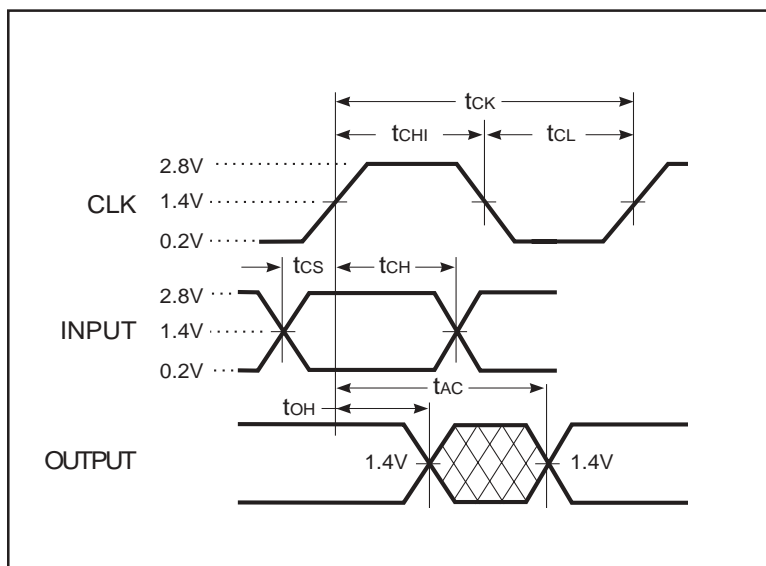 tCK
tCHI tCL
2.8V
CLK 1.4V
0.2V
tCS tCH
2.8V
INPUT 1.4V
0.2V
tAC
tOH
OUTPUT 1.4V 1.4V